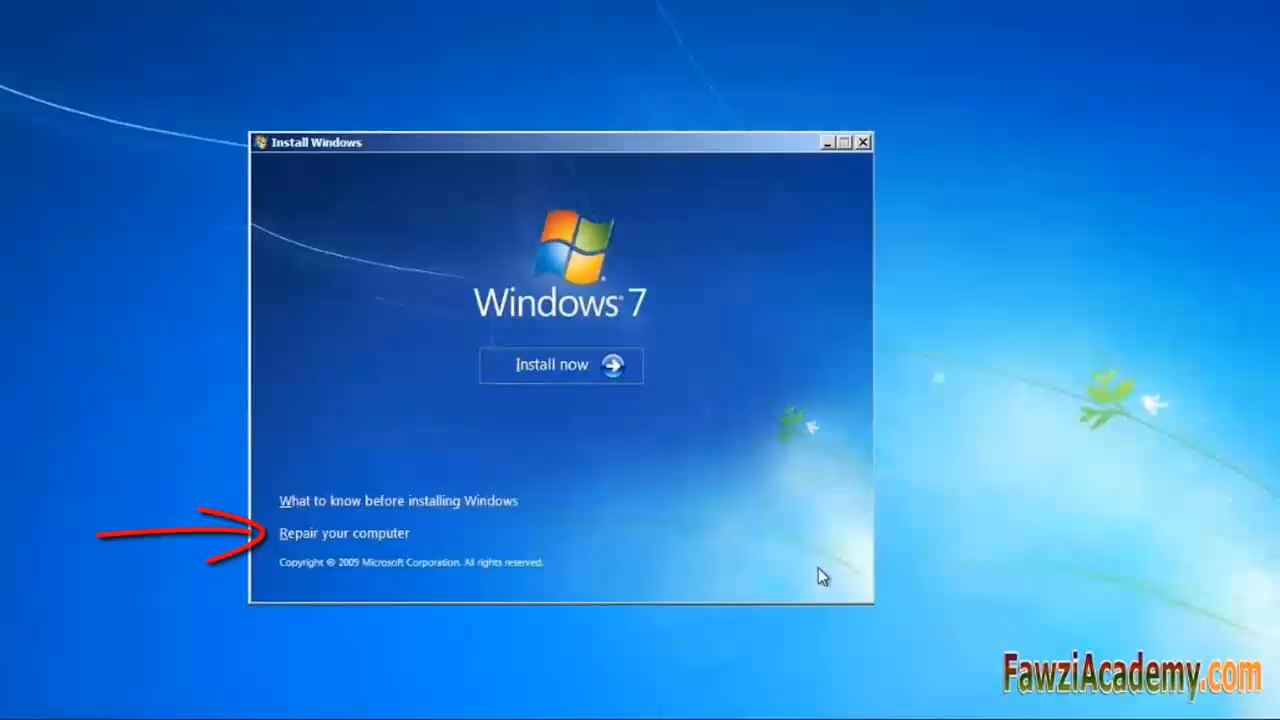 Install Windows
Windows® 7
Install now
What to know before installing Windows
Repair your computer
Copyright © 2009 Microsoft Corporation. All rights reserved.
FawziAcademy.com